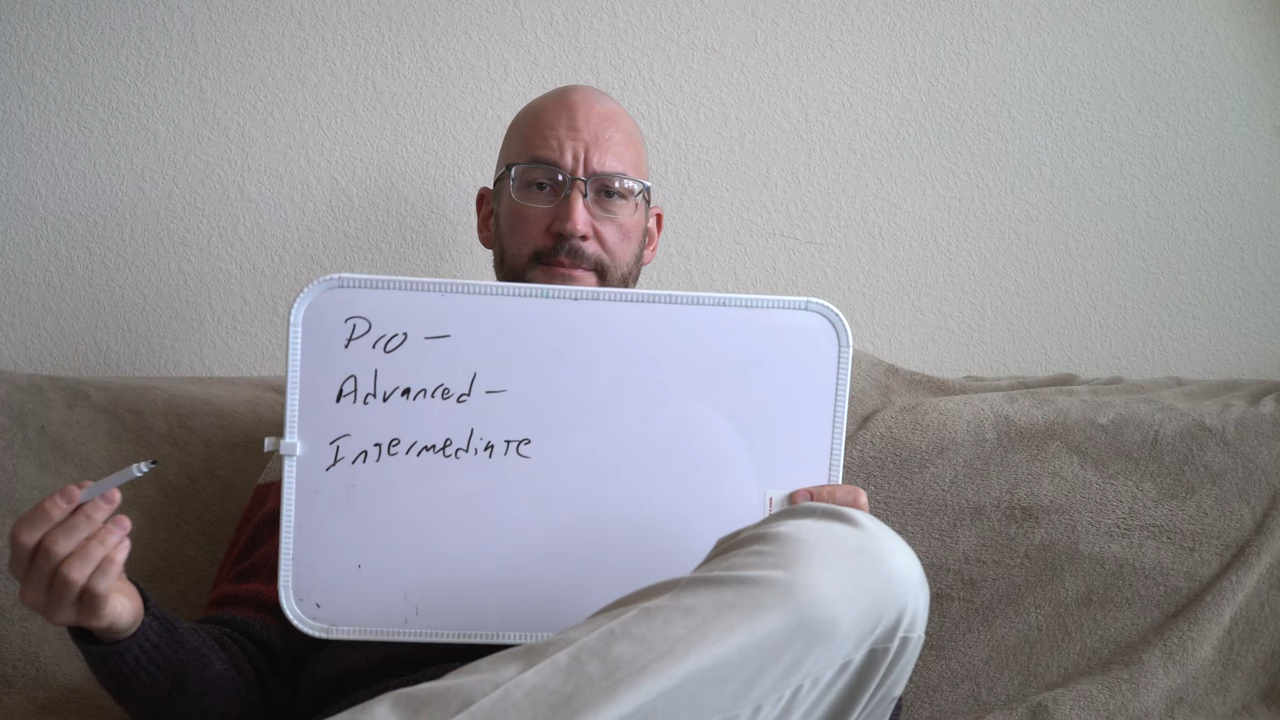 Pro –
Advanced –
Intermediate